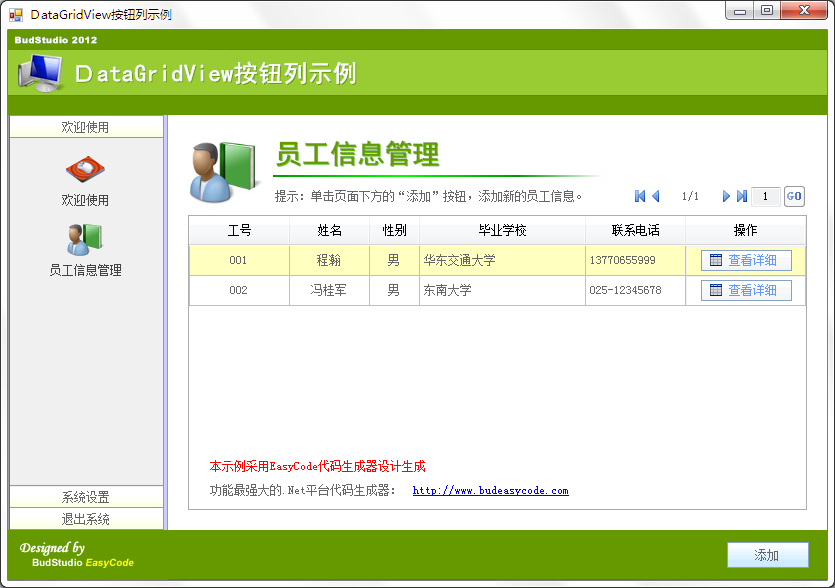 DataGridView按钮列示例
BudStudio 2012
DataGridView按钮列示例
欢迎使用
欢迎使用
员工信息管理
系统设置
退出系统
员工信息管理
提示：单击页面下方的“添加”按钮，添加新的员工信息。 1/1 1 GO
工号 姓名 性别 毕业学校 联系电话 操作
001 程瀚 男 华东交通大学 13770655999 查看详细
002 冯桂军 男 东南大学 025-12345678 查看详细
本示例采用EasyCode代码生成器设计生成
功能最强大的.Net平台代码生成器： http://www.budeasycode.com
Designed by
BudStudio EasyCode
添加